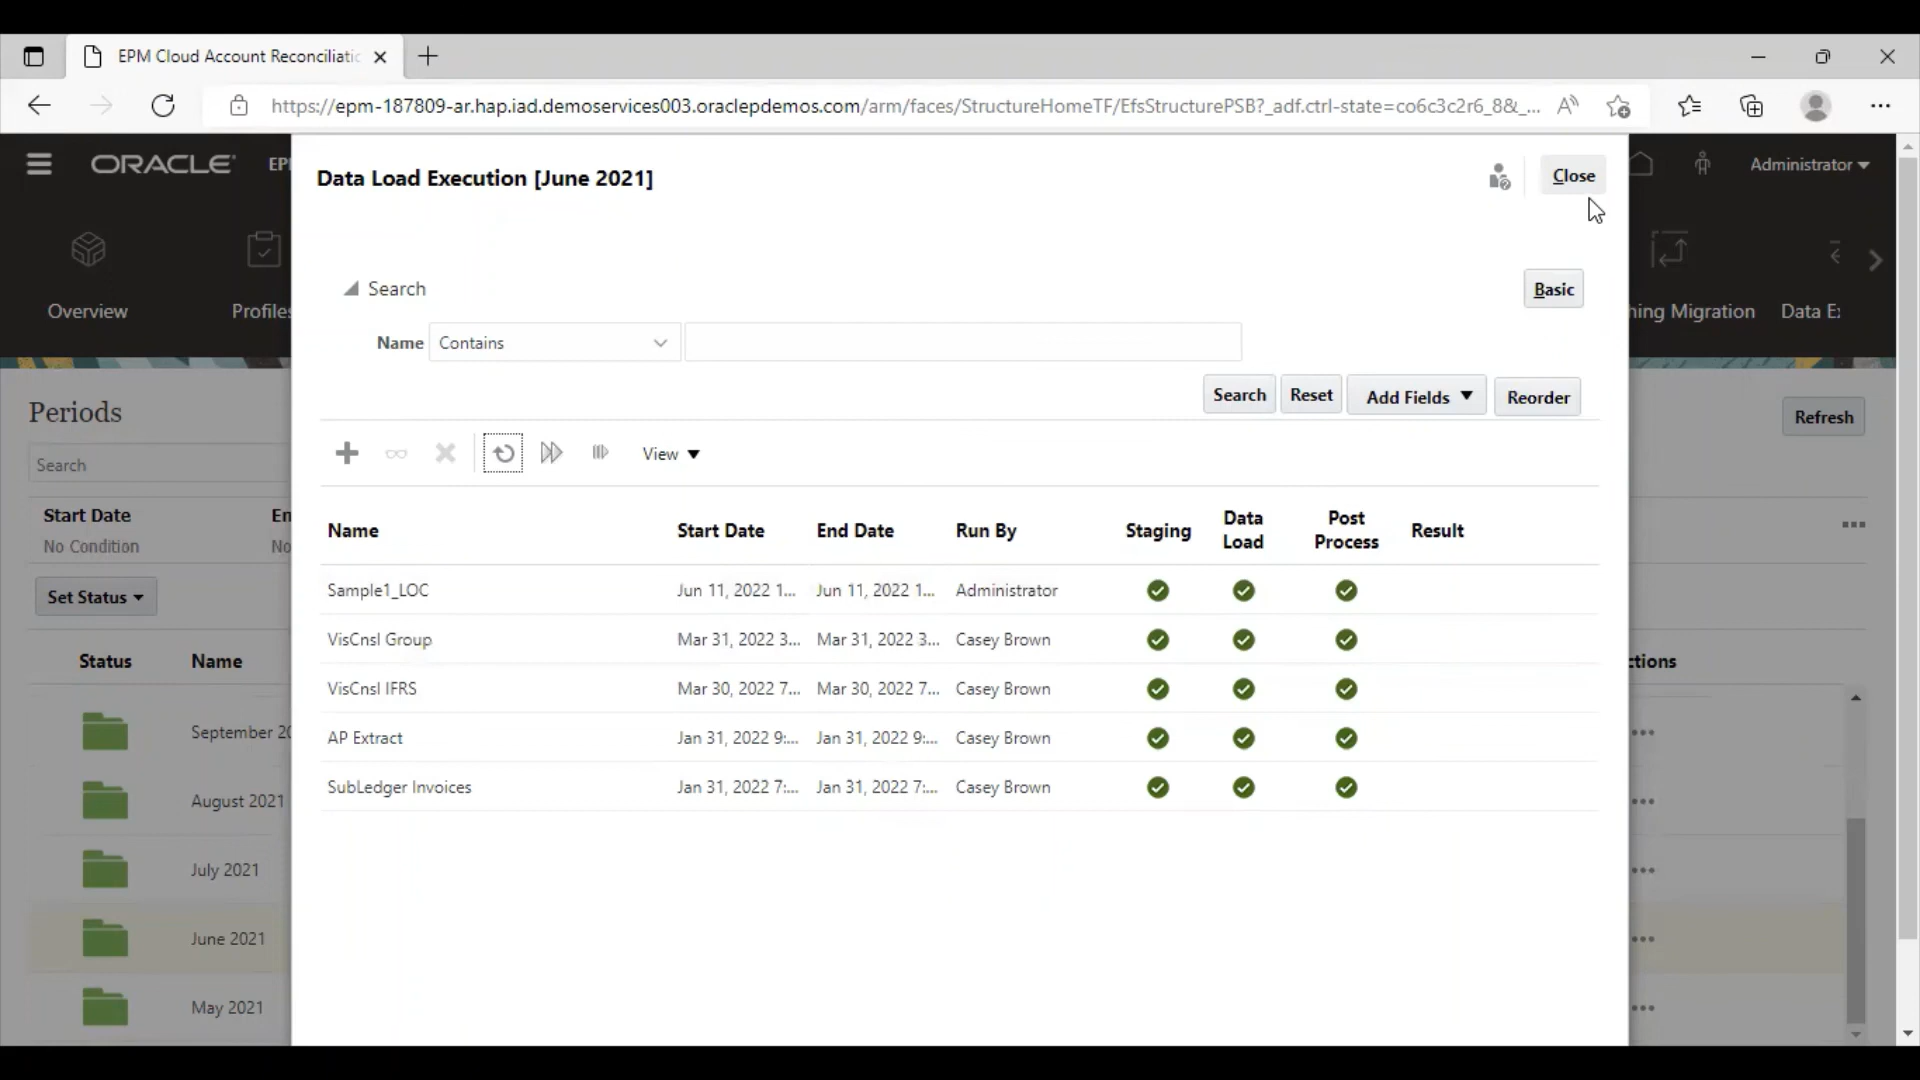 EPM Cloud Account Reconciliatic
https://epm-187809-ar.hap.iad.demoservices003.oraclepdemos.com/arm/faces/StructureHomeTF/EfsStructurePSB?_adf.ctrl-state=co6c3c2r6_8&_...
ORACLE EPI
Administrator
Data Load Execution [June 2021]
Close
Overview
Profiles
hing Migration
Data E
Search
Basic
Name Contains
Search Reset Add Fields Reorder
Periods
Refresh
Search
View
Start Date En
No Condition No
Set Status
Status Name
ctions
Name Start Date End Date Run By Staging Data Load Post Process Result
Sample1_LOC Jun 11, 2022 1... Jun 11, 2022 1... Administrator
VisCnsl Group Mar 31, 2022 3... Mar 31, 2022 3... Casey Brown
VisCnsl IFRS Mar 30, 2022 7... Mar 30, 2022 7... Casey Brown
AP Extract Jan 31, 2022 9:... Jan 31, 2022 9:... Casey Brown
SubLedger Invoices Jan 31, 2022 7:... Jan 31, 2022 7:... Casey Brown
September 20
August 2021
July 2021
June 2021
May 2021